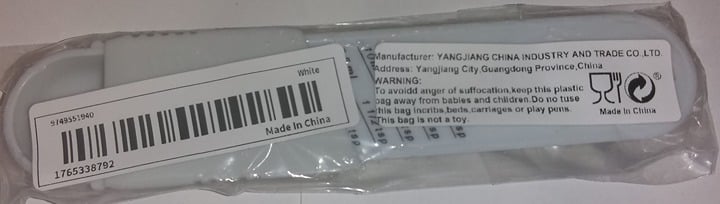 White
9749551940
Made In China
1765338792
Manufacturer: YANGJIANG CHINA INDUSTRY AND TRADE CO.,LTD.
Address: Yangjiang City,Guangdong Province,China
WARNING:
To avoidd anger of suffocation,keep this plastic
bag away from babies and children.Do no tuse
this bag incribs,beds,carriages or play pens.
This bag is not a toy.
Made In China
tsp
tsp